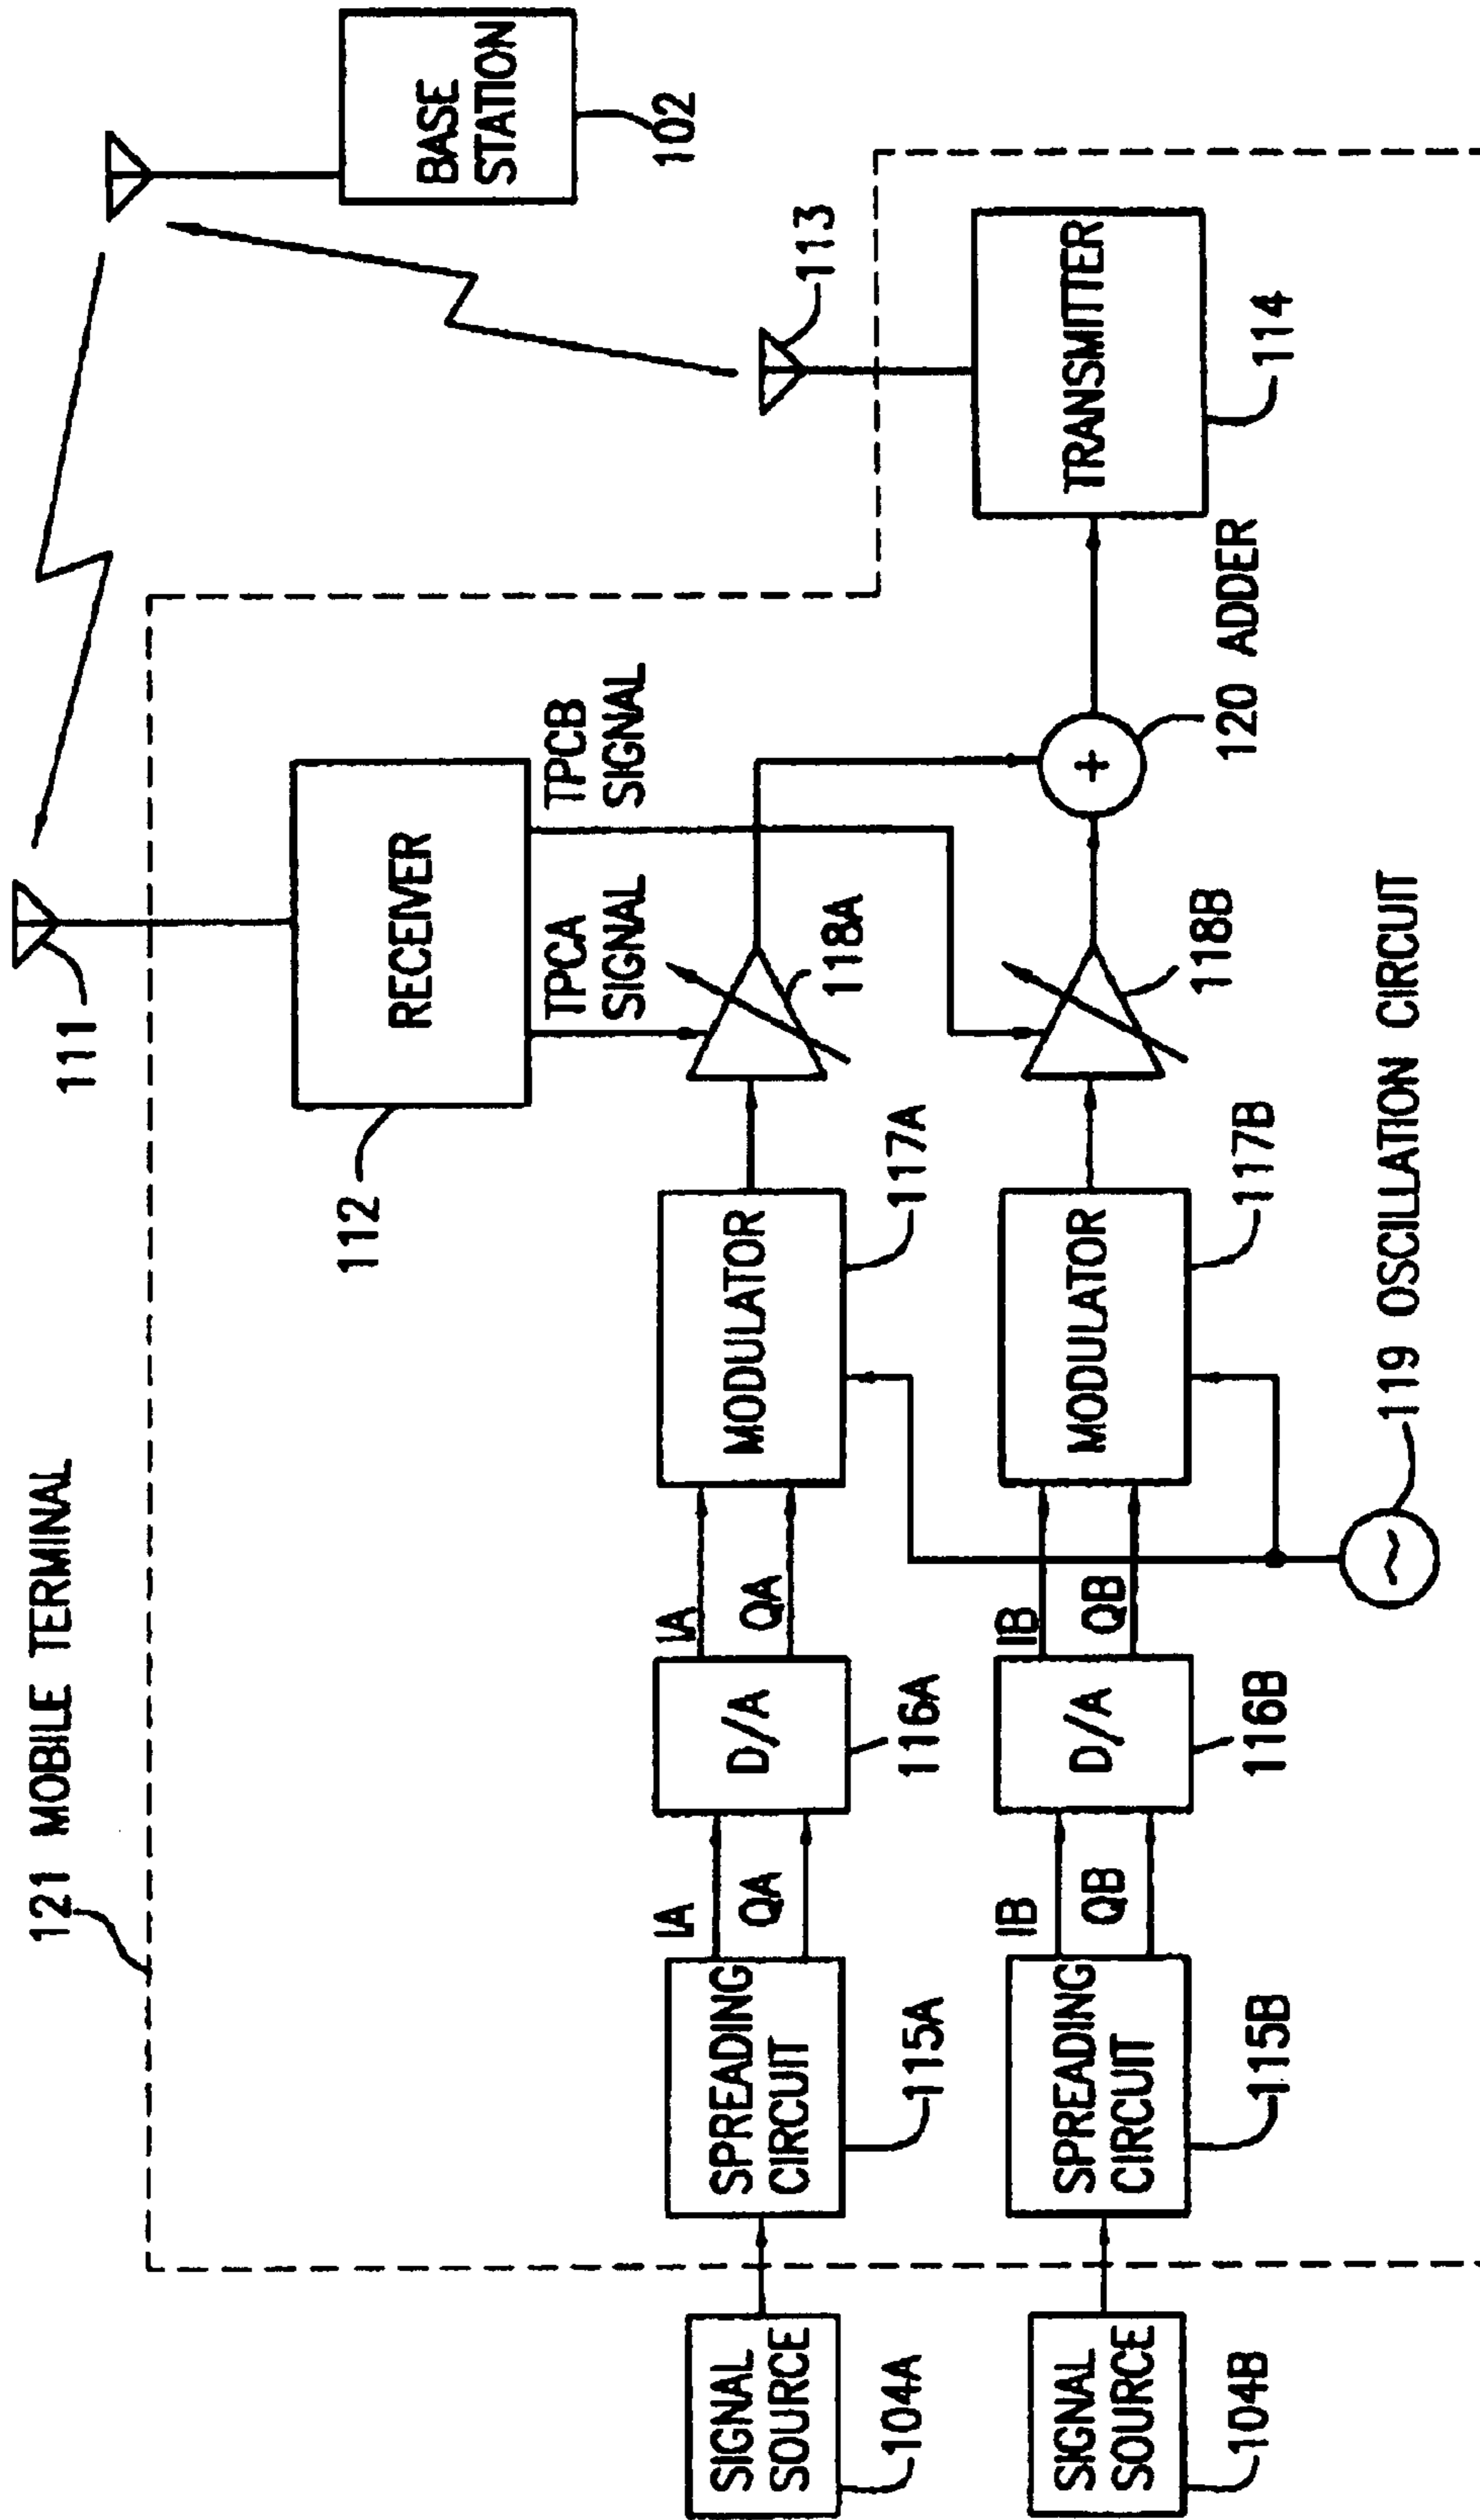 121 MOBILE TERMINAL
111
BASE
STATION
102
113
112
RECEIVER
TPCA
SIGNAL
TPCB
SIGNAL
TRANSMITTER
114
SIGNAL
SOURCE
104A
SPREADING
CIRCUIT
115A
IA
QA
D/A
116A
IA
QA
MODULATOR
117A
118A
120 ADDER
+
SIGNAL
SOURCE
104B
SPREADING
CIRCUIT
115B
IB
QB
D/A
116B
IB
QB
MODULATOR
117B
118B
119 OSCILLATION CIRCUIT
~